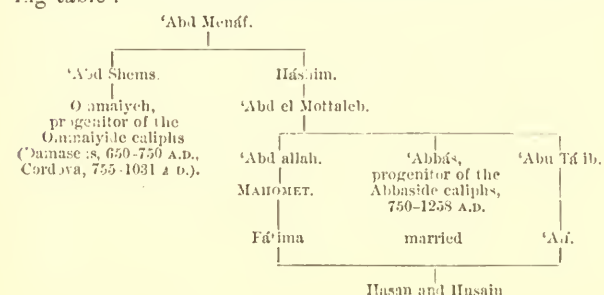 table
‘Abd Menáf.
‘Abd Shems. Háshim.
Omaiyeh, ‘Abd el Mottaleb.
progenitor of the
Ommaiyide caliphs
(Damascus, 650-750 A.D., ‘Abd allah. ‘Abbás, ‘Abu Tálib.
Cordova, 755-1031 A.D.). progenitor of the
MAHOMET. Abbaside caliphs,
750-1258 A.D.
Fátima married ‘Alí.
Hasan and Husain